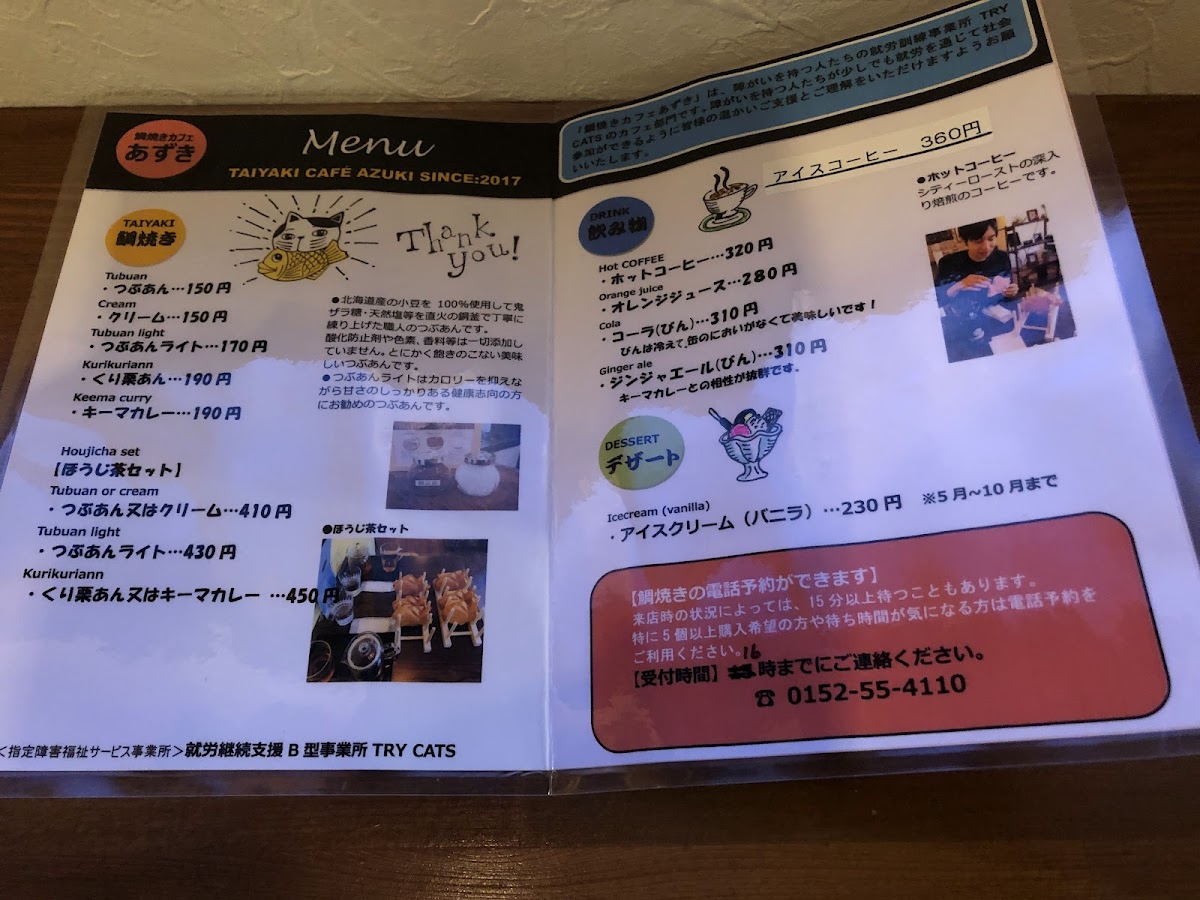 鯛焼きカフェ
あずき
Menu
TAIYAKI CAFÉ AZUKI SINCE:2017
TAIYAKI
鯛焼き
Thank
you!
Tubuan
・つぶあん…150円
Cream
・クリーム…150円
Tubuan light
・つぶあんライト…170円
Kurikuriann
・くり栗あん…190円
Keema curry
・キーマカレー…190円
●北海道産の小豆を 100%使用して鬼
ザラ糖・天然塩等を直火の銅釜で丁寧に
練り上げた職人のつぶあんです。
酸化防止剤や色素、香料等は一切添加し
ていません。とにかく飽きのこない美味
しいつぶあんです。
●つぶあんライトはカロリーを抑えな
がら甘さのしっかりある健康志向の方
にお勧めのつぶあんです。
Houjicha set
【ほうじ茶セット】
Tubuan or cream
・つぶあん又はクリーム…410円
Tubuan light
・つぶあんライト…430円
Kurikuriann
・くり栗あん又はキーマカレー …450円
●ほうじ茶セット
<指定障害福祉サービス事業所>就労継続支援B型事業所TRY CATS
「鯛焼きカフェあずき」は、障がいを持つ人たちの就労訓練事業所 TRY
CATS のカフェ部門です。障がいを持つ人たちが少しでも就労を通じて社会
参加ができるように皆様の温かいご支援とご理解をいただけますようお願
いいたします。
アイスコーヒー 360円
●ホットコーヒー
シティーローストの深入
り焙煎のコーヒーです。
DRINK
飲み物
Hot COFFEE
・ホットコーヒー…320円
Orange juice
・オレンジジュース…280円
Cola
・コーラ(びん)…310円
びんは冷えて、缶のにおいがなくて美味しいです！
Ginger ale
・ジンジャエール(びん)…310円
キーマカレーとの相性が抜群です。
DESSERT
デザート
Icecream (vanilla)
・アイスクリーム（バニラ）…230円 ※5月~10月まで
【鯛焼きの電話予約ができます】
来店時の状況によっては、15分以上待つこともあります。
特に5個以上購入希望の方や待ち時間が気になる方は電話予約を
ご利用ください。
【受付時間】16時までにご連絡ください。
☎ 0152-55-4110